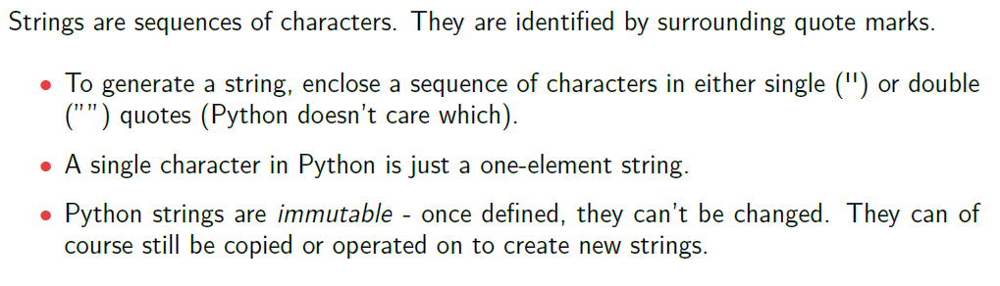 Strings are sequences of characters. They are identified by surrounding quote marks.
• To generate a string, enclose a sequence of characters in either single (") or double
("") quotes (Python doesn't care which).
• A single character in Python is just a one-element string.
• Python strings are immutable - once defined, they can't be changed. They can of
course still be copied or operated on to create new strings.